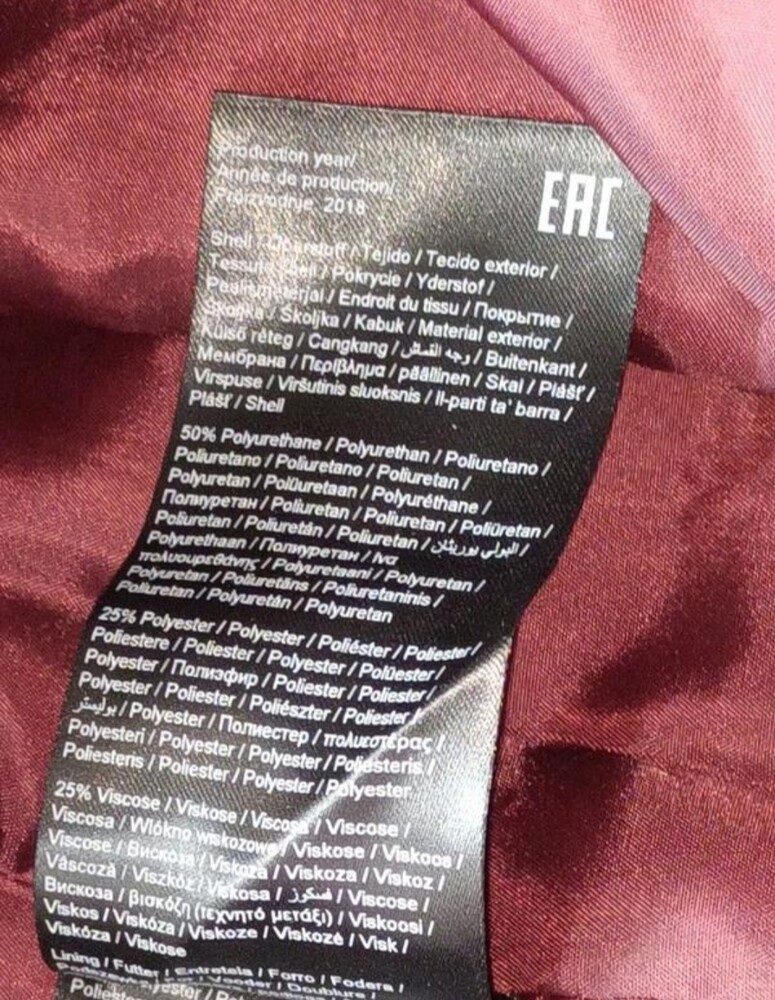 Production year/
Année de production/
Proizvodnje 2018
EAC
Shell / Oberstoff / Tejido / Tecido exterior /
Tessuto / Pokrycie / Yderstof /
/ Endroit du tissu / Покрытие /
Školjka / Školjka / Kabuk / Material exterior /
Külső réteg / Cangkang / وجه القماش / Buitenkant /
Мембрана / Περίβλημα / päällinen / Skal / Plášť /
Virspuse / Viršutinis sluoksnis / Il-parti ta' barra /
Plášť / Shell
50% Polyurethane / Polyurethan / Poliuretano /
Poliuretano / Poliuretano / Poliuretan /
Polyuretan / Polüuretaan / Polyuréthane /
Полиуретан / Poliuretan / Poliuretan / Poliüretan /
Poliuretan / Poliuretán / Poliuretan / البولي يوريثان /
Polyurethaan / Полиуретан / Ινα
πολυουρεθάνης / Polyuretaani / Polyuretan /
Polyuretan / Poliuretāns / Poliuretaninis /
Poliuretan / Polyuretán / Polyuretan
25% Polyester / Polyester / Poliéster / Poliester /
Poliestere / Poliester / Polyester / Polüester /
Polyester / Полиэфир / Poliester / Poliester /
Polyester / Poliester / Poliészter / Poliester /
بوليستر / Polyester / Полиестер / πολυεστέρας /
Polyesteri / Polyester / Polyester / Poliesteris /
Poliesteris / Poliester / Polyester / Polyester
25% Viscose / Viskose / Viscosa / Viscose /
Viscosa / Włókno wiskozowe / Viskose / Viskoos /
Viscose / Вискоза / Viskoza / Viskoza / Viskoz /
Vâscoză / Viszkóz / Viskosa / فسكوز / Viscose /
Вискоза / βισκόζη (τεχνητό μετάξι) / Viskoosi /
Viskos / Viskóza / Viskoze / Viskozė / Visk /
Viskóza / Viskose
Lining / Futter / Entretela / Forro / Fodera /
/ Vooder / Doublure /